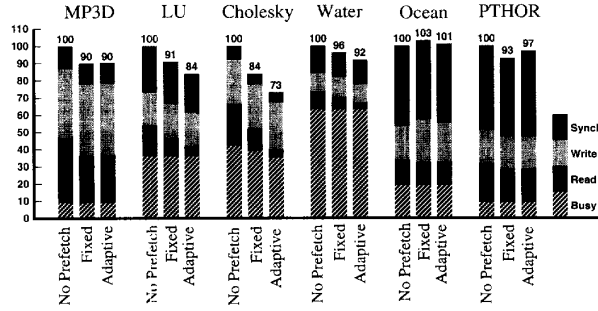 MP3D LU Cholesky Water Ocean PTHOR
110
100
90
80
70
60
50
40
30
20
10
0
100 90 90
100 91 84
100 84 73
100 96 92
100 103 101
100 93 97
Synch
Write
Read
Busy
No Prefetch Fixed Adaptive
No Prefetch Fixed Adaptive
No Prefetch Fixed Adaptive
No Prefetch Fixed Adaptive
No Prefetch Fixed Adaptive
No Prefetch Fixed Adaptive